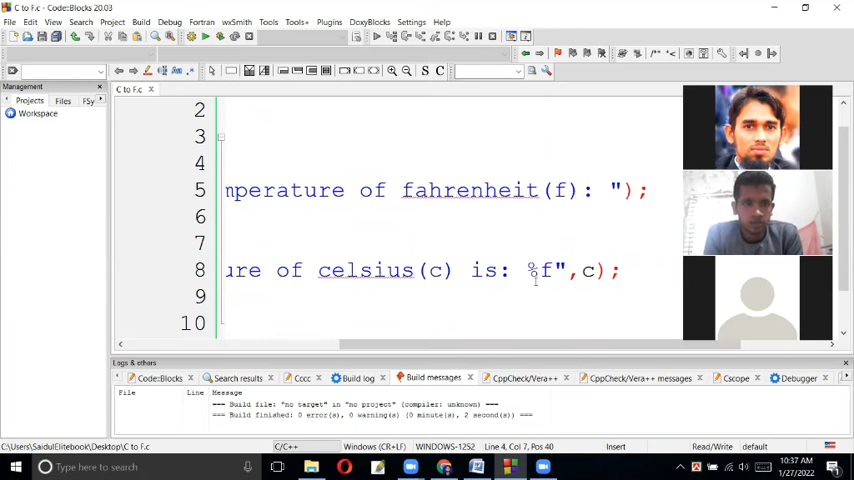 C to F.c - Code::Blocks 20.03
File Edit View Search Project Build Debug Fortran wxSmith Tools Tools+ Plugins DoxyBlocks Settings Help
Management
Projects Files FSy
Workspace
C to F.c
2
3
4
5 mperature of fahrenheit(f): ");
6
7
8 ure of celsius(c) is: %f",c);
9
10
Logs & others
Code::Blocks Search results Cccc Build log Build messages CppCheck/Vera++ CppCheck/Vera++ messages Cscope Debugger
File Line Message
=== Build file: "no target" in "no project" (compiler: unknown) ===
=== Build finished: 0 error(s), 0 warning(s) (0 minute(s), 2 second(s)) ===
C:\Users\SaidulElitebook\Desktop\C to F.c C/C++ Windows (CR+LF) WINDOWS-1252 Line 4, Col 7, Pos 40 Insert Read/Write default
Type here to search
10:37 AM
1/27/2022